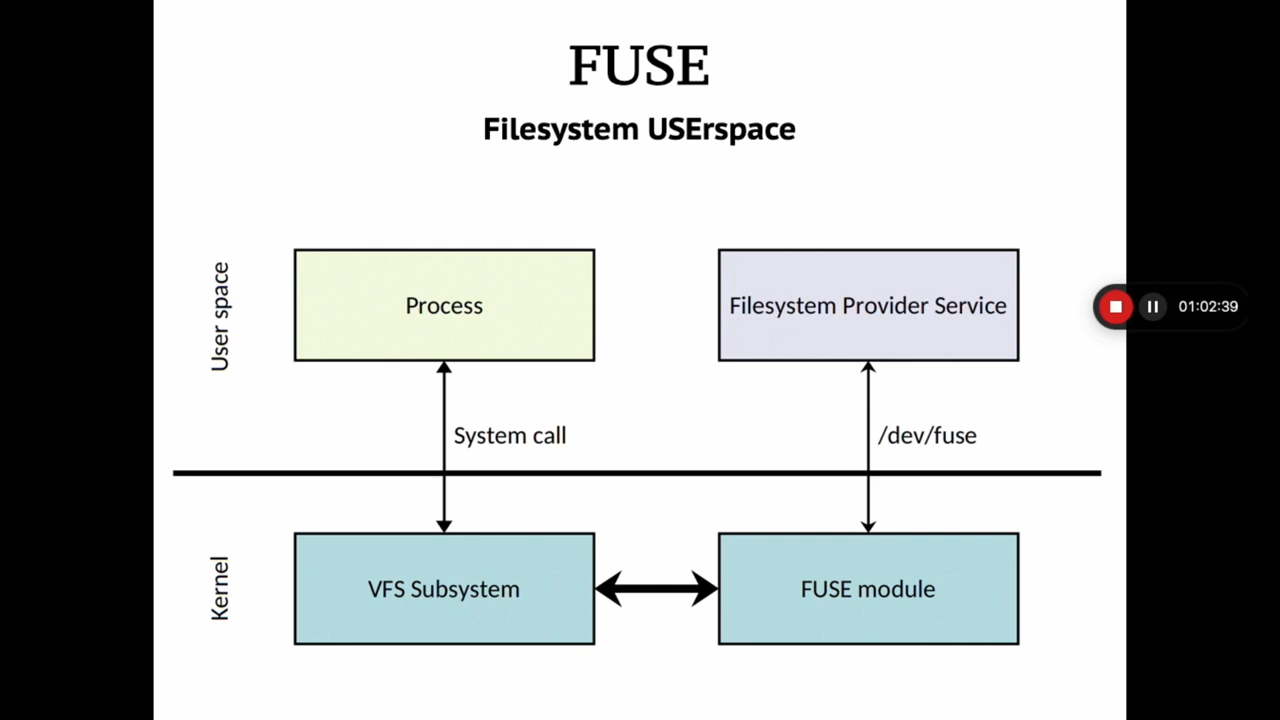 FUSE
Filesystem USErspace
User space
Process
Filesystem Provider Service
01:02:39
System call
/dev/fuse
Kernel
VFS Subsystem
FUSE module